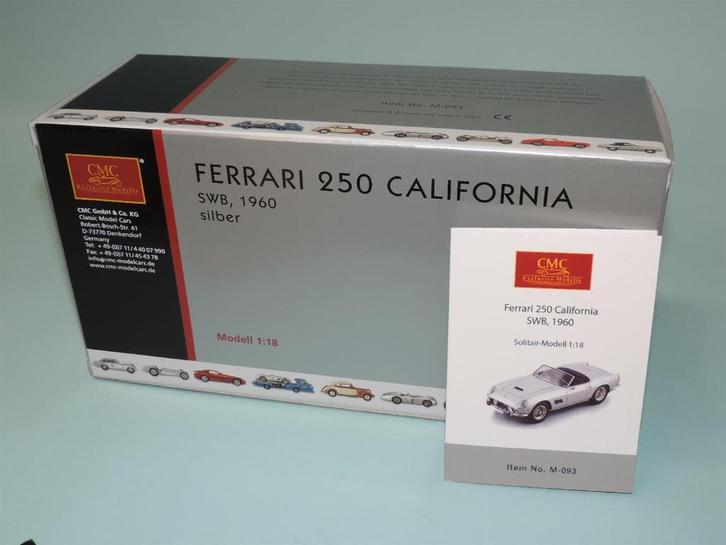 Item No. M-093
CE
CMC
Exclusive Modelle
®
CMC GmbH & Co. KG
Classic Model Cars
Robert-Bosch-Str. 41
D-73770 Denkendorf
Germany
Tel: + 49-(0)7 11/4 40 07 990
Fax: + 49-(0)7 11/45 43 78
info@cmc-modelcars.de
www.cmc-modelcars.de
FERRARI 250 CALIFORNIA
SWB, 1960
silber
Modell 1:18
CMC
Exclusive Modelle
Ferrari 250 California
SWB, 1960
Solitair-Modell 1:18
Item No. M-093